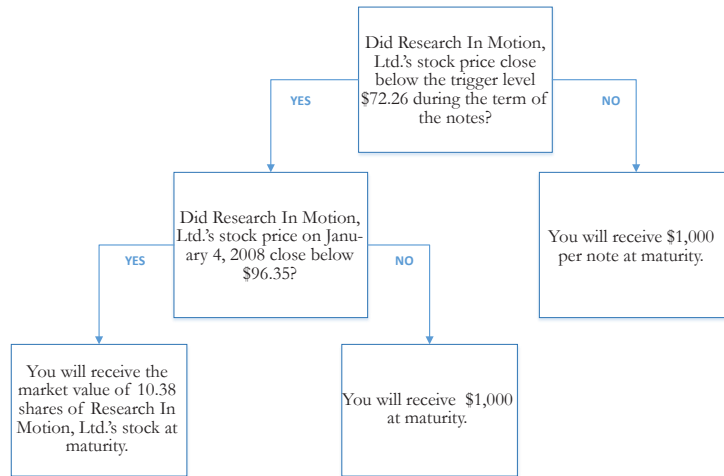 Did Research In Motion,
Ltd.'s stock price close
below the trigger level
$72.26 during the term of
the notes?
YES
NO
Did Research In Motion,
Ltd.'s stock price on Janu-
ary 4, 2008 close below
$96.35?
You will receive $1,000
per note at maturity.
YES
NO
You will receive the
market value of 10.38
shares of Research In
Motion, Ltd.'s stock at
maturity.
You will receive $1,000
at maturity.